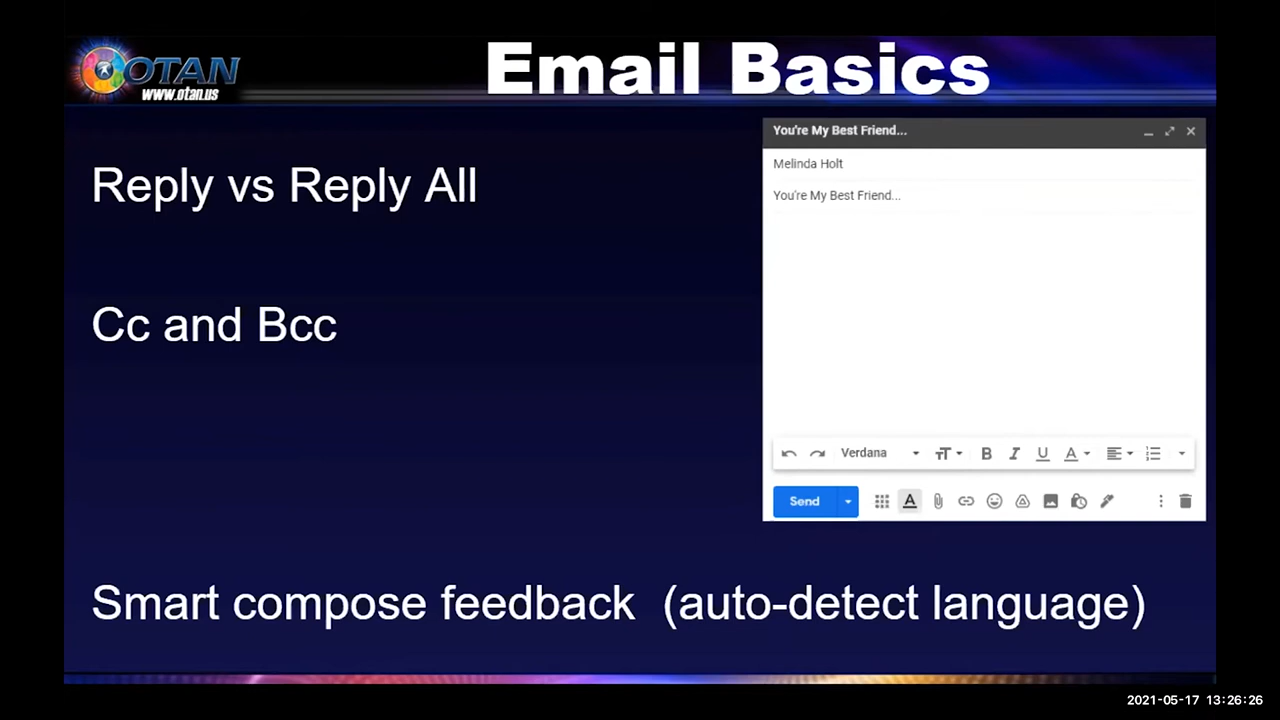 OTAN
www.otan.us
Email Basics
Reply vs Reply All
Cc and Bcc
Smart compose feedback (auto-detect language)
You're My Best Friend...
Melinda Holt
You're My Best Friend...
Verdana
Send
2021-05-17 13:26:26